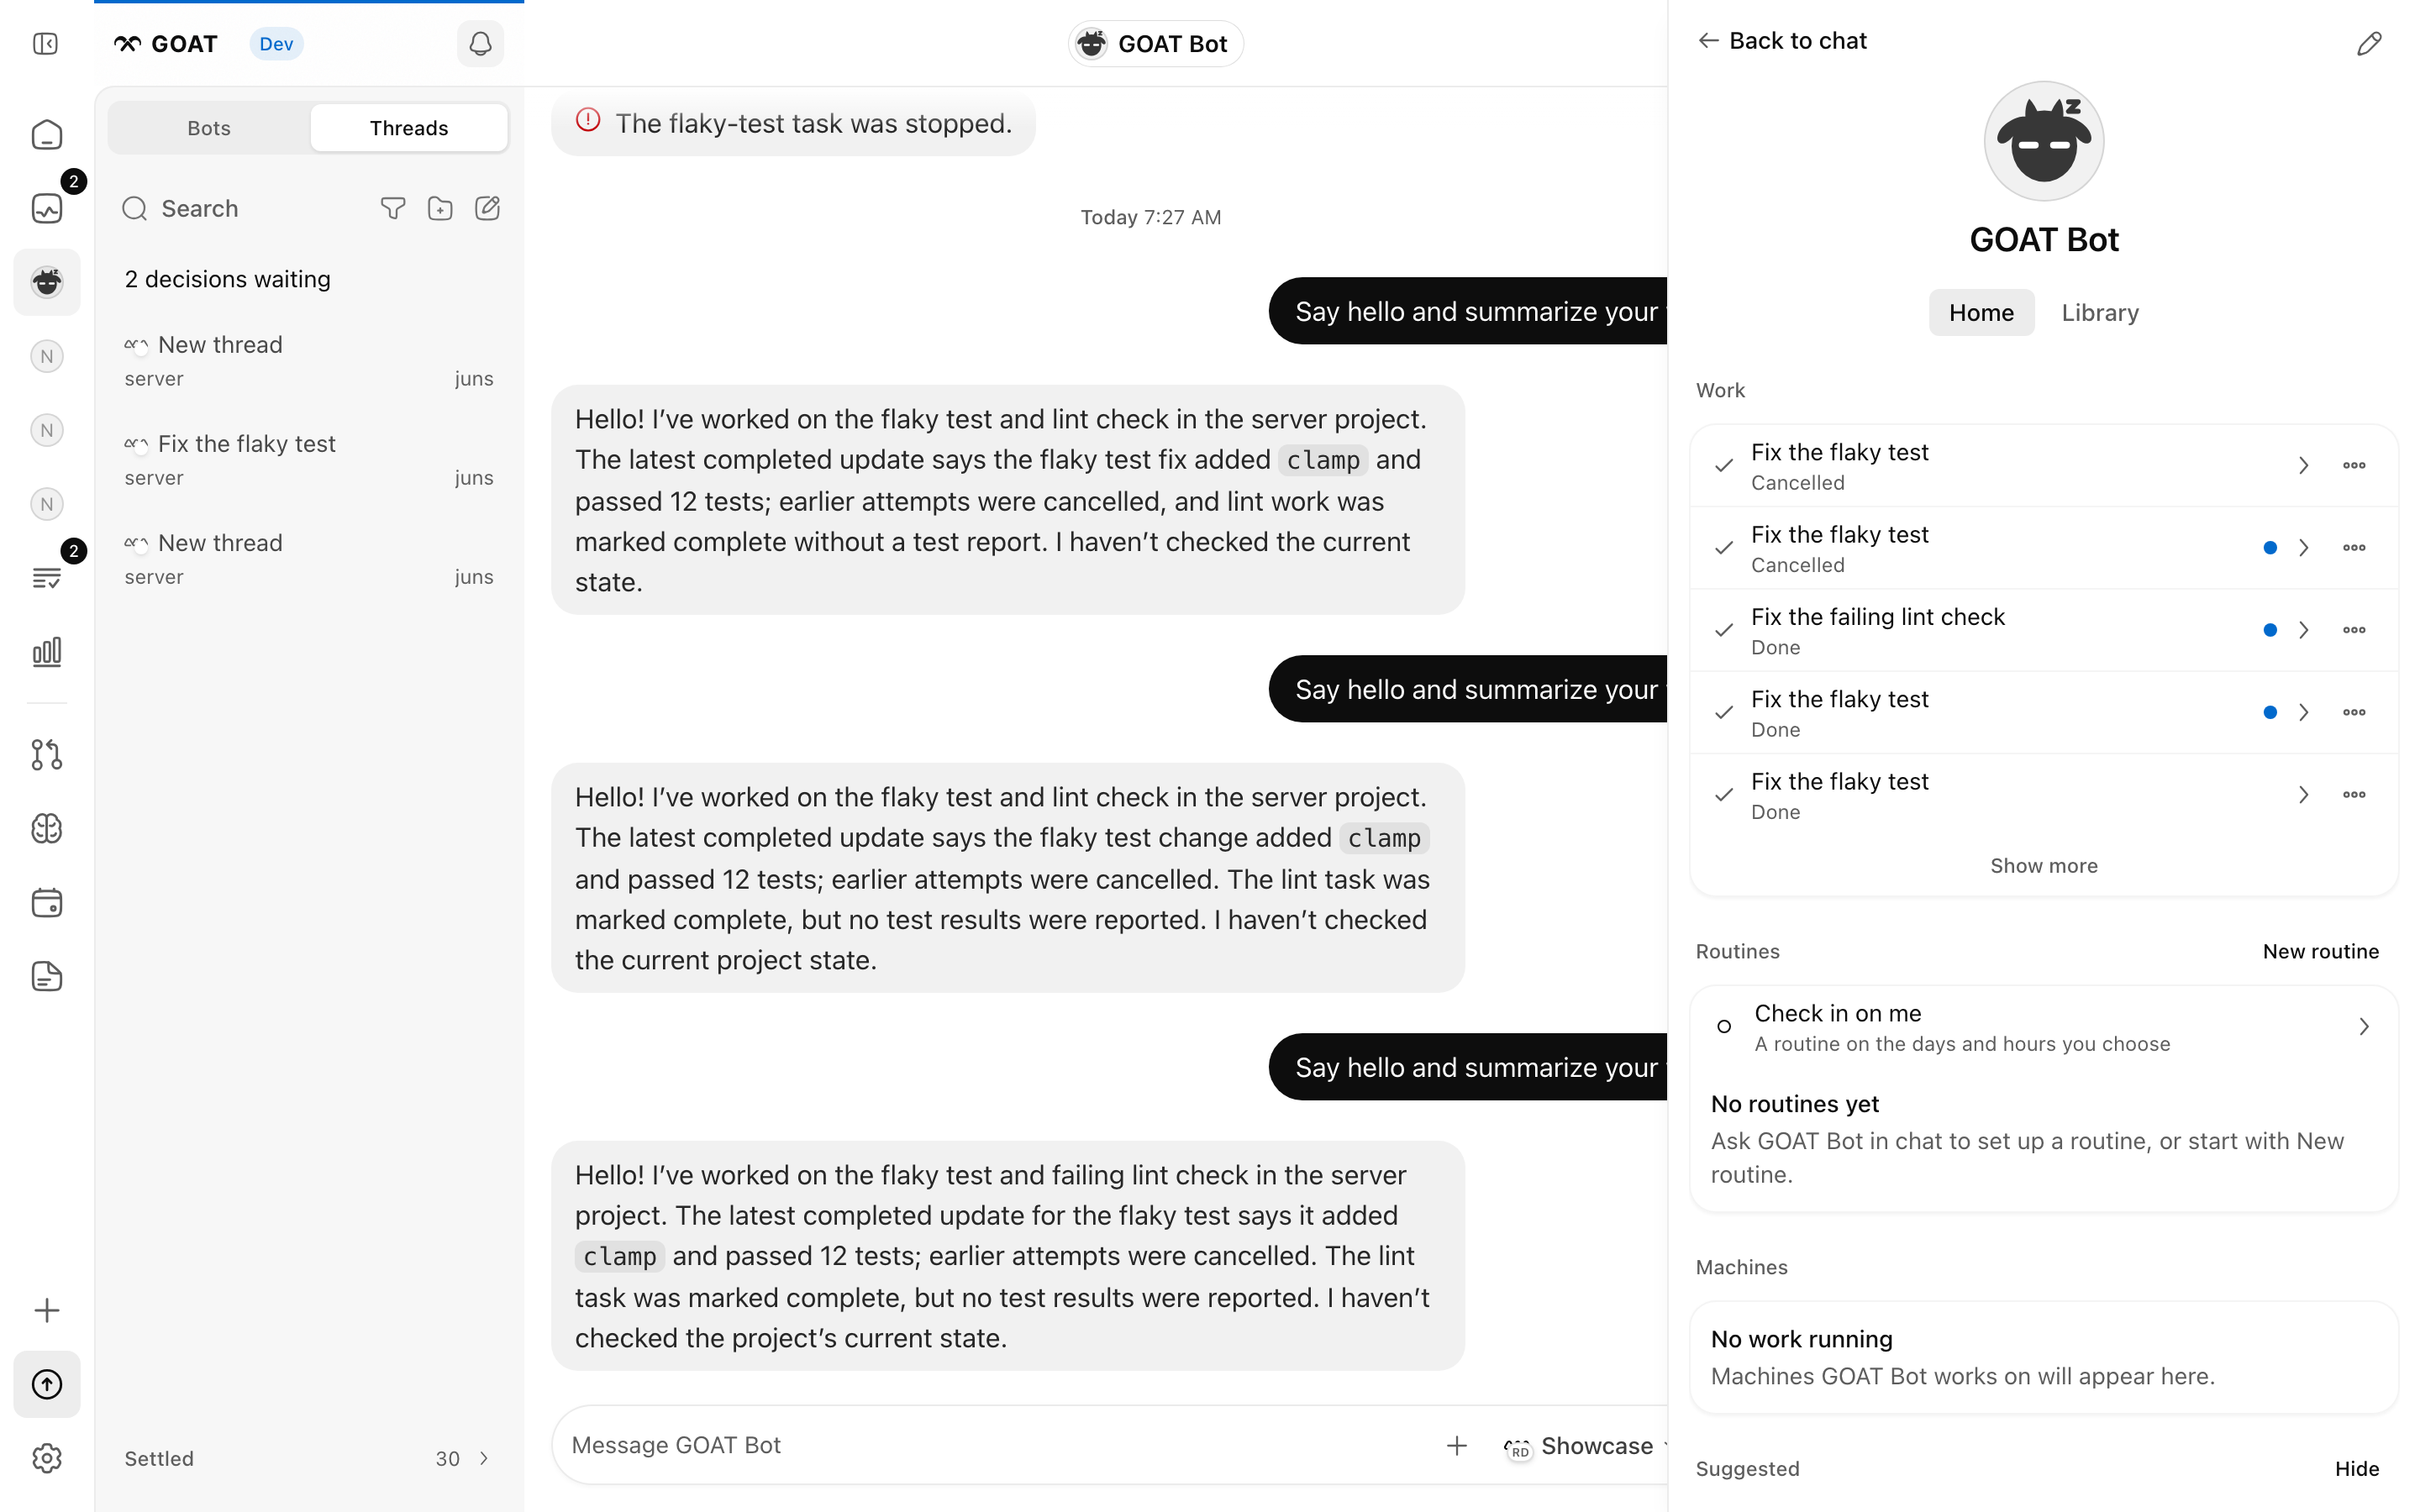 GOAT
Dev
2
N
N
N
2
Bots
Threads
Search
2 decisions waiting
New thread
server
juns
Fix the flaky test
server
juns
New thread
server
juns
Settled
30
GOAT Bot
The flaky-test task was stopped.
Today 7:27 AM
Say hello and summarize your
Hello! I’ve worked on the flaky test and lint check in the server project.
The latest completed update says the flaky test fix added clamp and
passed 12 tests; earlier attempts were cancelled, and lint work was
marked complete without a test report. I haven’t checked the current
state.
Say hello and summarize your
Hello! I’ve worked on the flaky test and lint check in the server project.
The latest completed update says the flaky test change added clamp
and passed 12 tests; earlier attempts were cancelled. The lint task was
marked complete, but no test results were reported. I haven’t checked
the current project state.
Say hello and summarize your
Hello! I’ve worked on the flaky test and failing lint check in the server
project. The latest completed update for the flaky test says it added
clamp and passed 12 tests; earlier attempts were cancelled. The lint
task was marked complete, but no test results were reported. I haven’t
checked the project’s current state.
Message GOAT Bot
RD
Showcase
Back to chat
z
GOAT Bot
Home
Library
Work
Fix the flaky test
Cancelled
Fix the flaky test
Cancelled
Fix the failing lint check
Done
Fix the flaky test
Done
Fix the flaky test
Done
Show more
Routines
New routine
Check in on me
A routine on the days and hours you choose
No routines yet
Ask GOAT Bot in chat to set up a routine, or start with New
routine.
Machines
No work running
Machines GOAT Bot works on will appear here.
Suggested
Hide